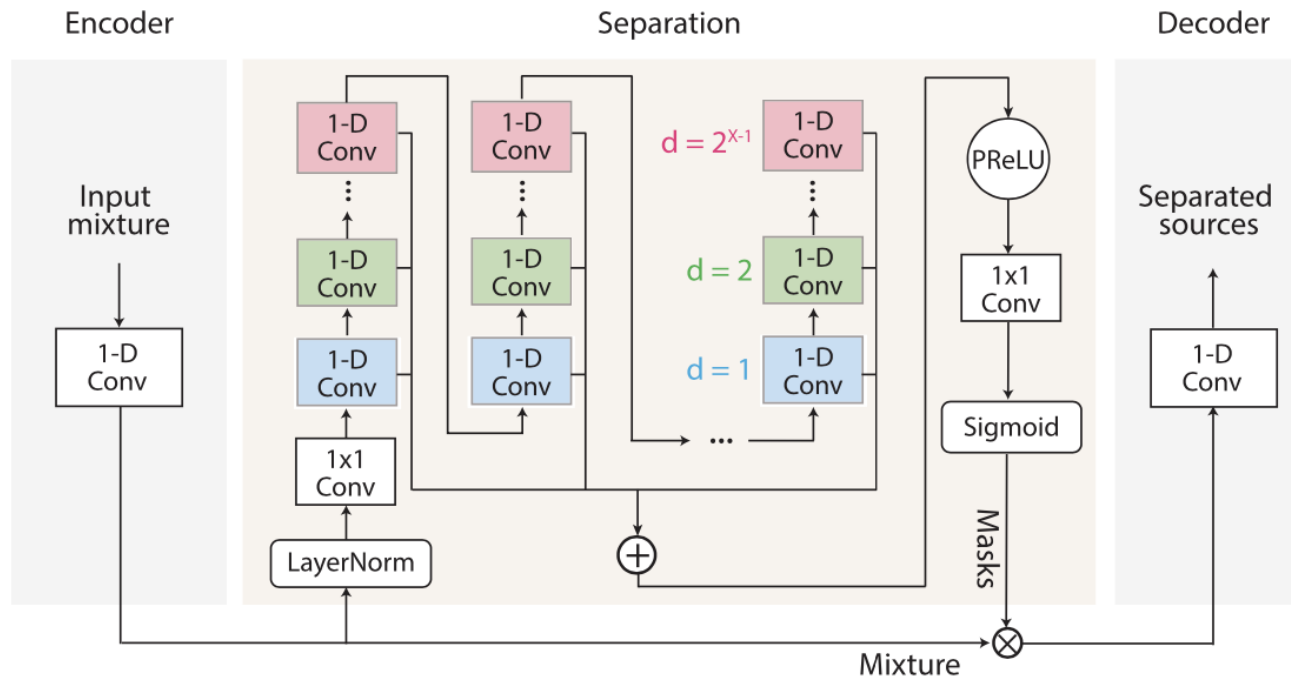 Encoder
Separation
Decoder
Input
mixture
1-D
Conv
1-D
Conv
...
1-D
Conv
1-D
Conv
1x1
Conv
LayerNorm
1-D
Conv
...
1-D
Conv
1-D
Conv
...
d = 2^{X-1}
1-D
Conv
...
d = 2
1-D
Conv
d = 1
1-D
Conv
+
PReLU
1x1
Conv
Sigmoid
Masks
×
Mixture
Separated
sources
1-D
Conv